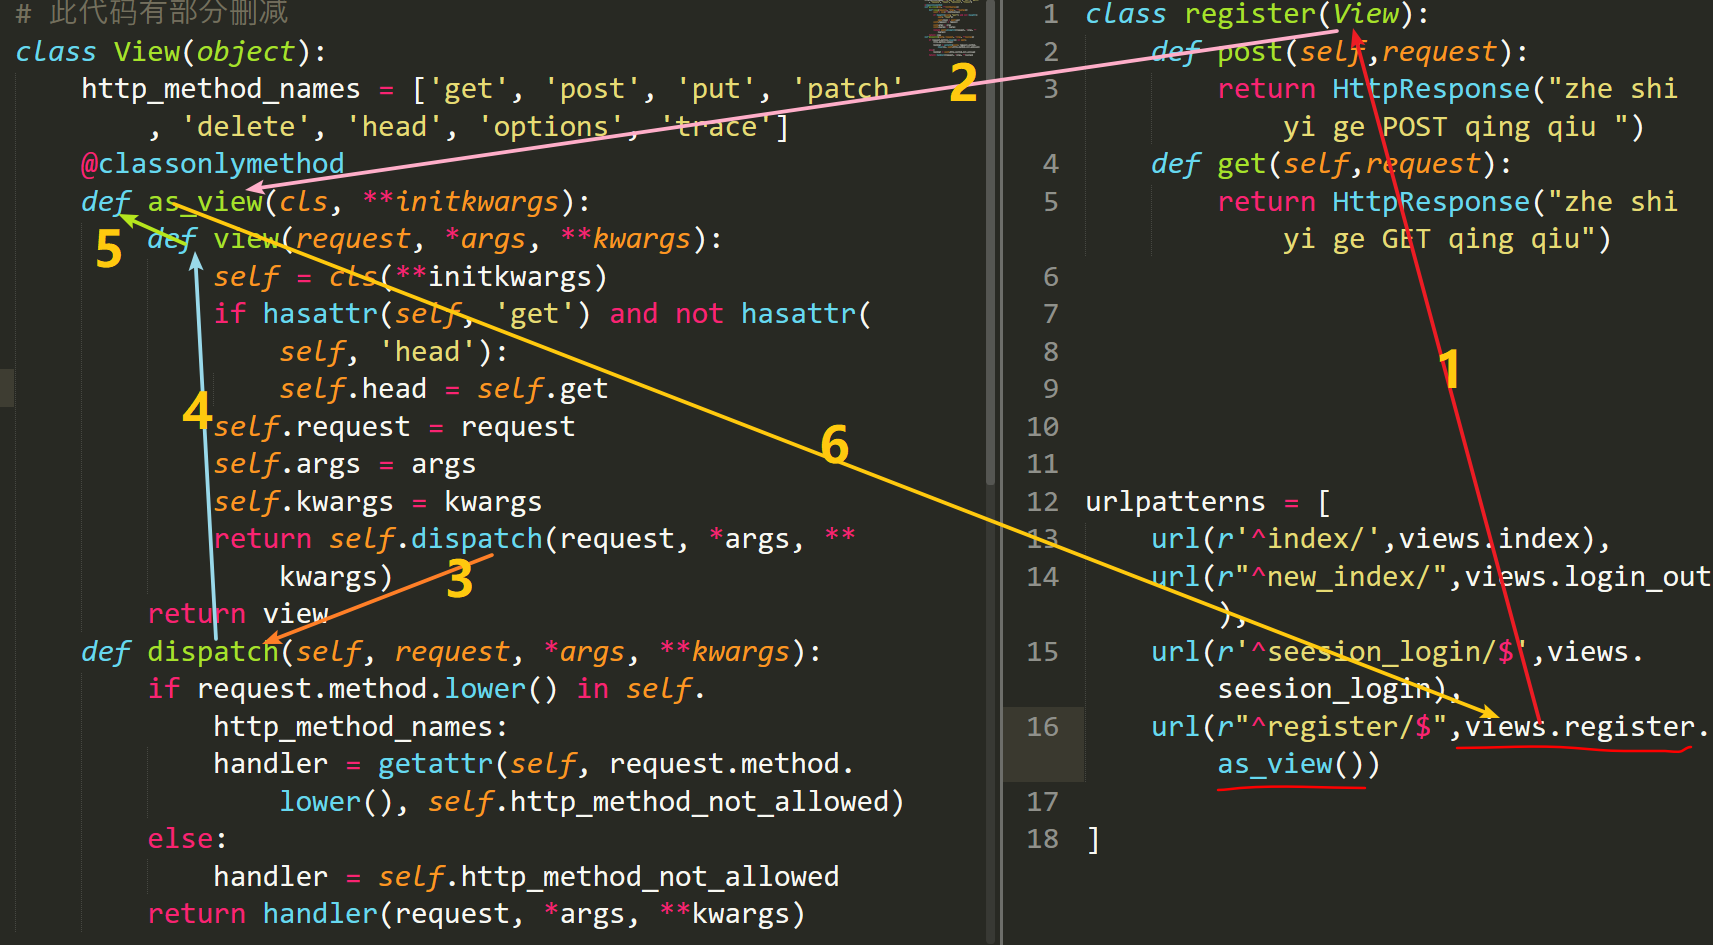 # 此代码有部分删减
class View(object):
http_method_names = ['get', 'post', 'put', 'patch'
, 'delete', 'head', 'options', 'trace']
@classonlymethod
def as_view(cls, **initkwargs):
def view(request, *args, **kwargs):
self = cls(**initkwargs)
if hasattr(self, 'get') and not hasattr(
self, 'head'):
self.head = self.get
self.request = request
self.args = args
self.kwargs = kwargs
return self.dispatch(request, *args, **
kwargs)
return view
def dispatch(self, request, *args, **kwargs):
if request.method.lower() in self.
http_method_names:
handler = getattr(self, request.method.
lower(), self.http_method_not_allowed)
else:
handler = self.http_method_not_allowed
return handler(request, *args, **kwargs)
5
4
3
2
6
1
1 class register(View):
2 def post(self,request):
3 return HttpResponse("zhe shi
yi ge POST qing qiu ")
4 def get(self,request):
5 return HttpResponse("zhe shi
yi ge GET qing qiu")
6
7
8
9
10
11
12 urlpatterns = [
13 url(r'^index/',views.index),
14 url(r"^new_index/",views.login_out
),
15 url(r'^seesion_login/$',views.
seesion_login),
16 url(r"^register/$",views.register.
as_view())
17
18 ]